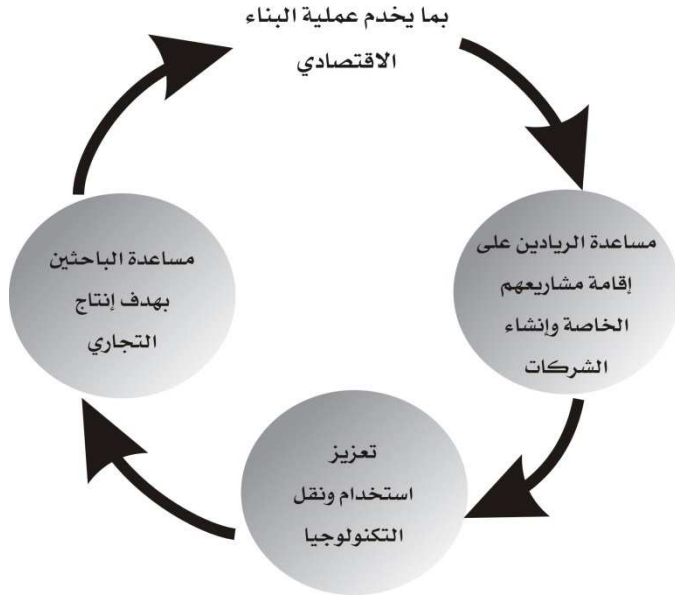 بما يخدم عملية البناء
الاقتصادي
مساعدة الريادين على
إقامة مشاريعهم
الخاصة وإنشاء
الشركات
تعزيز
استخدام ونقل
التكنولوجيا
مساعدة الباحثين
بهدف إنتاج
التجاري